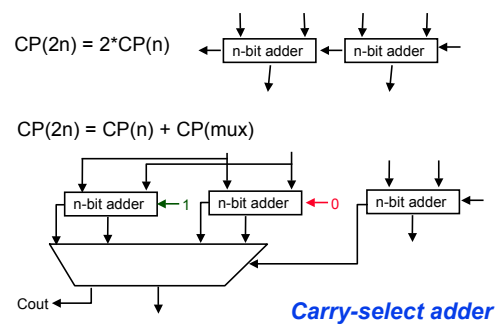 CP(2n) = 2*CP(n)
n-bit adder
n-bit adder
CP(2n) = CP(n) + CP(mux)
n-bit adder
1
n-bit adder
0
n-bit adder
Cout
Carry-select adder